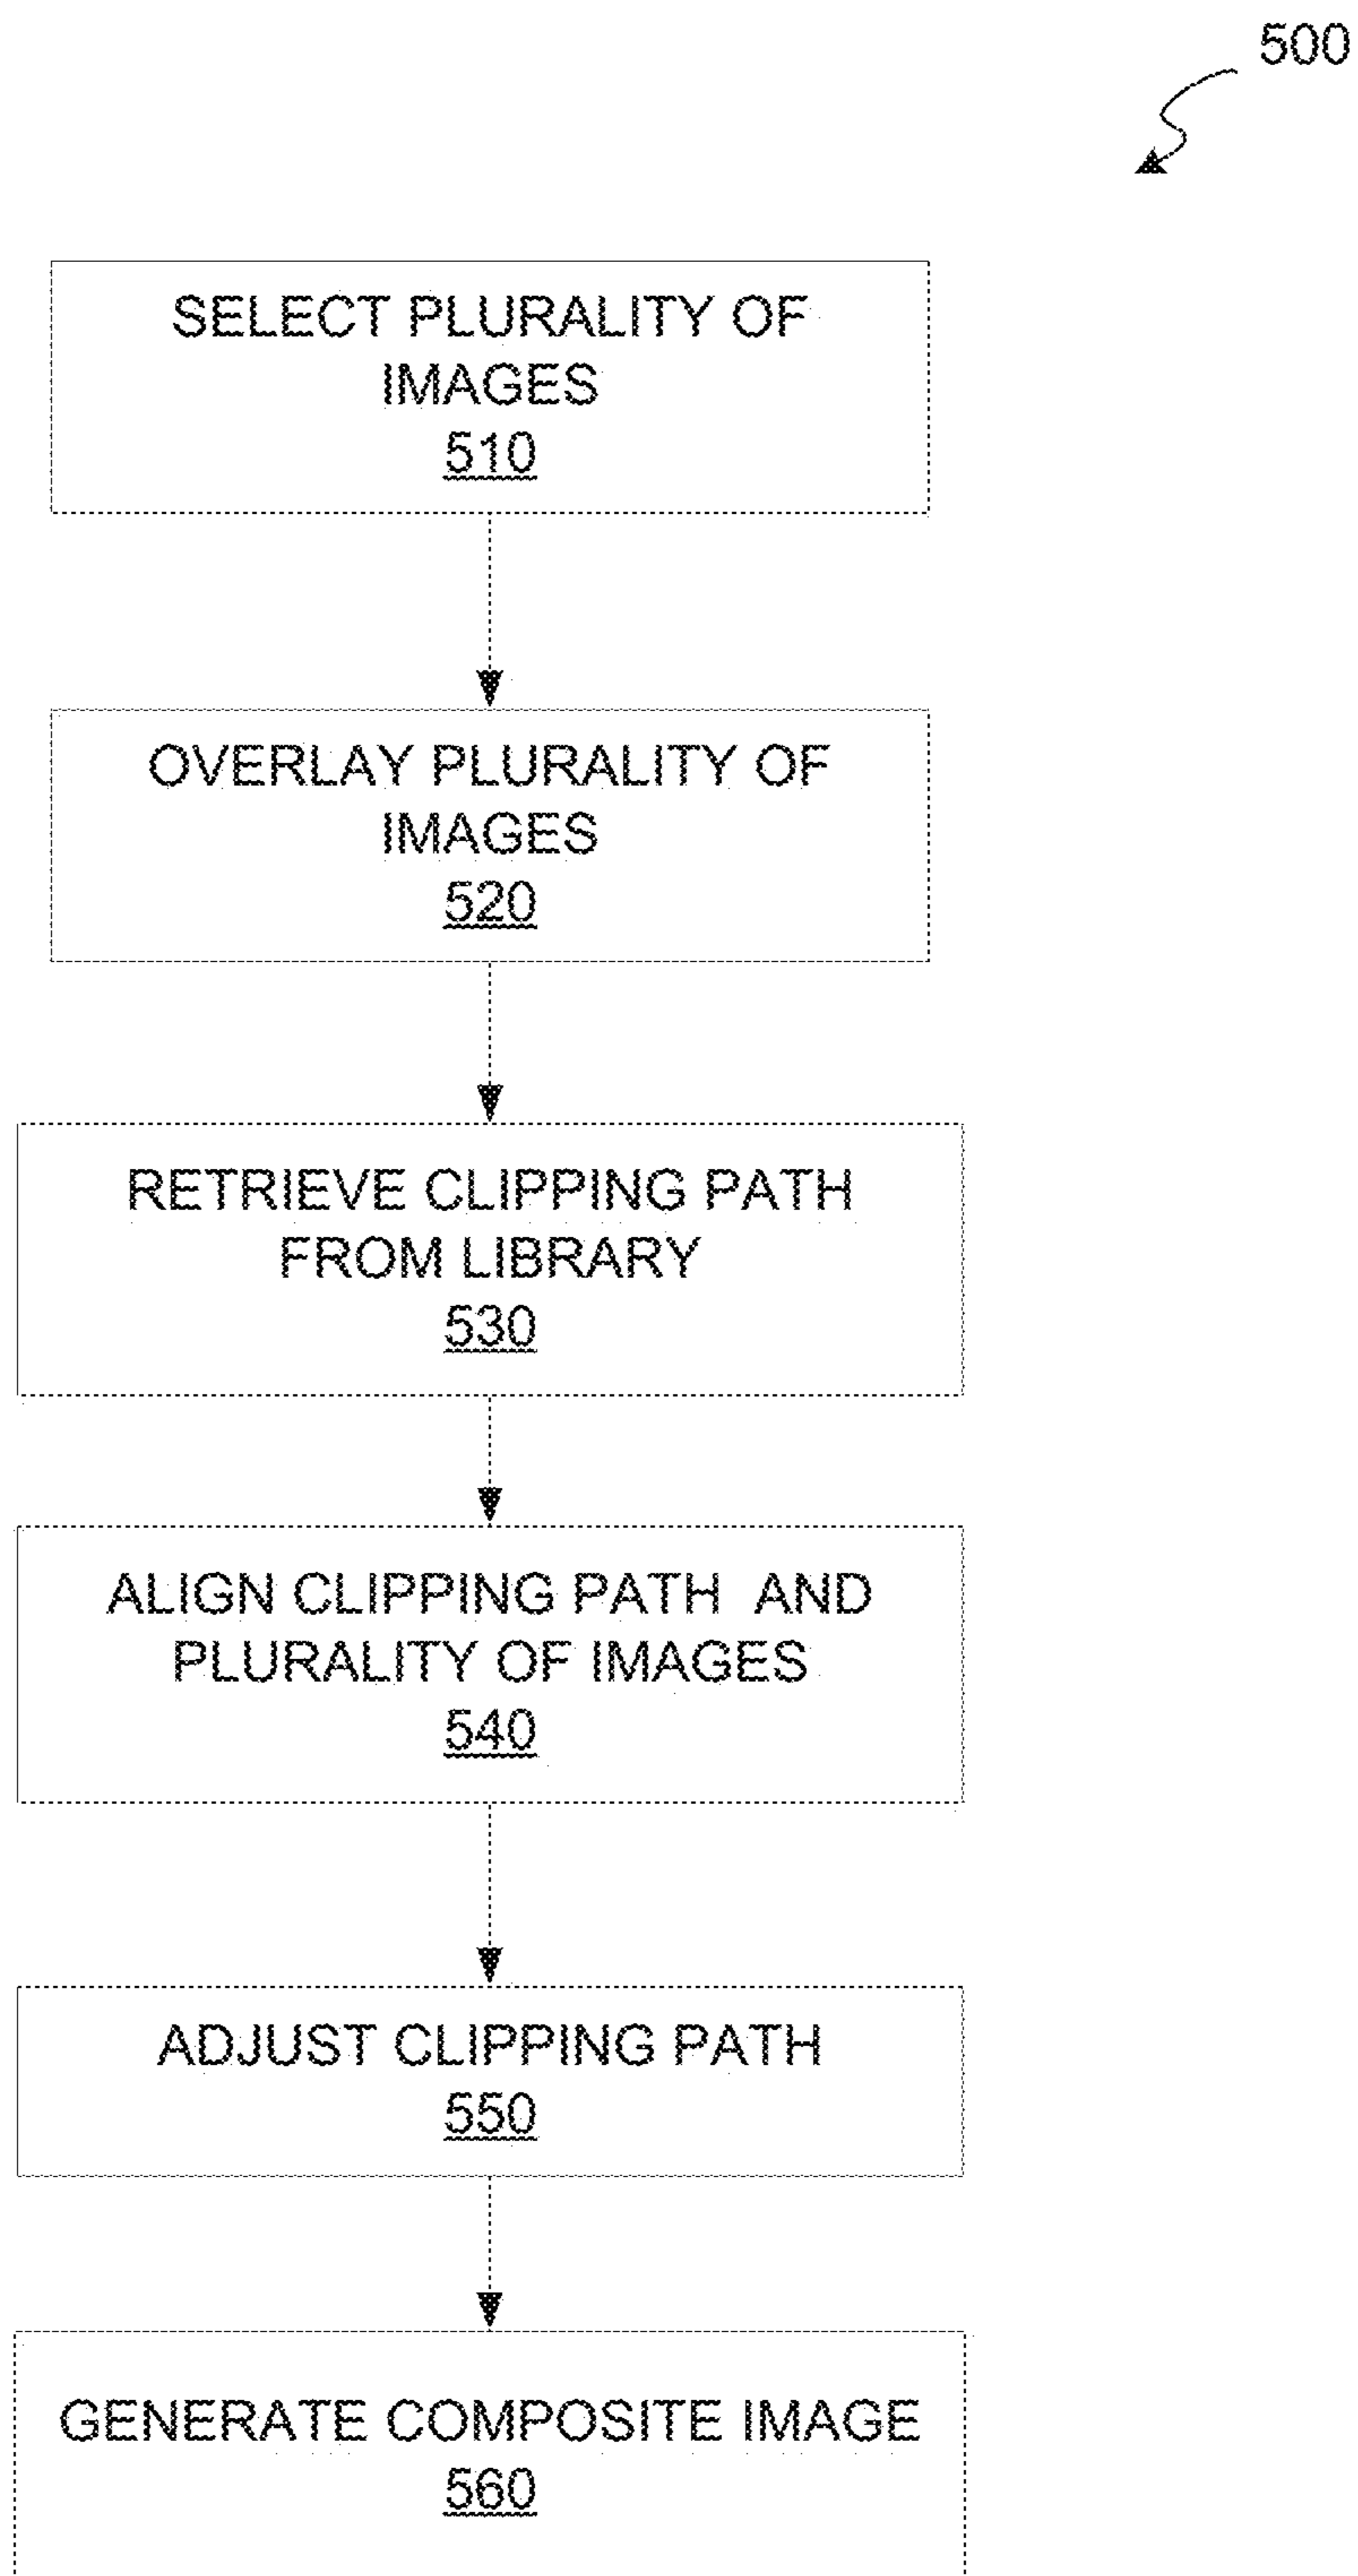 500
SELECT PLURALITY OF
IMAGES
510
OVERLAY PLURALITY OF
IMAGES
520
RETRIEVE CLIPPING PATH
FROM LIBRARY
530
ALIGN CLIPPING PATH AND
PLURALITY OF IMAGES
540
ADJUST CLIPPING PATH
550
GENERATE COMPOSITE IMAGE
560